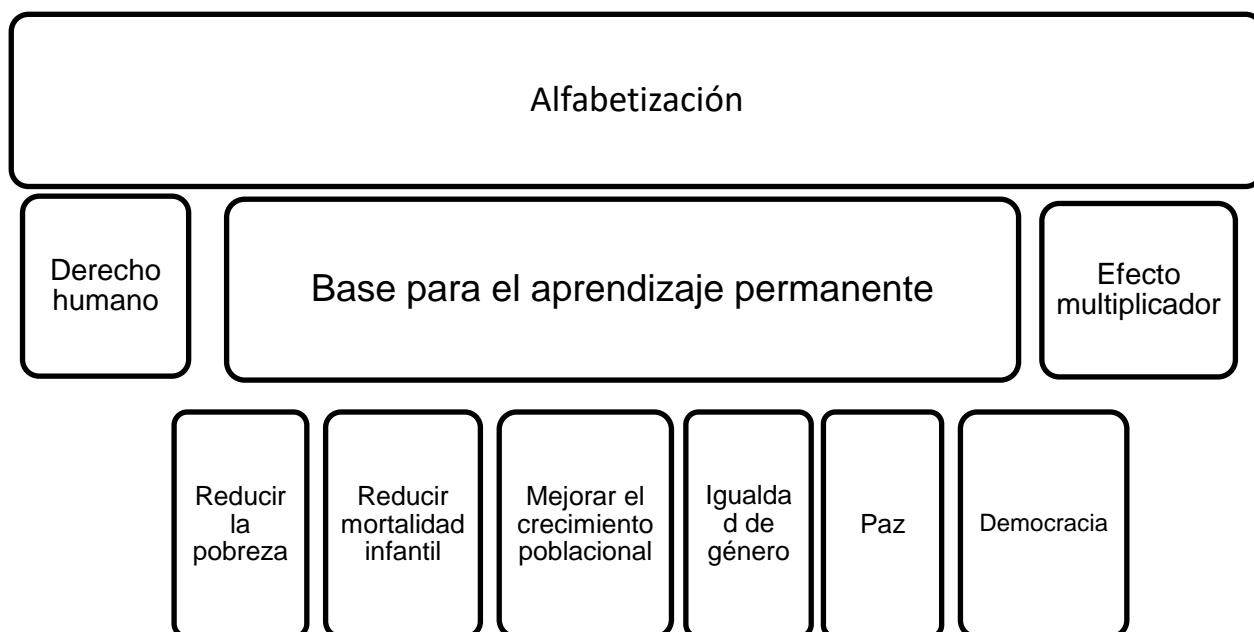 Alfabetización
Derecho
humano
Base para el aprendizaje permanente
Efecto
multiplicador
Reducir
la
pobreza
Reducir
mortalidad
infantil
Mejorar el
crecimiento
poblacional
Igualda
d de
género
Paz
Democracia